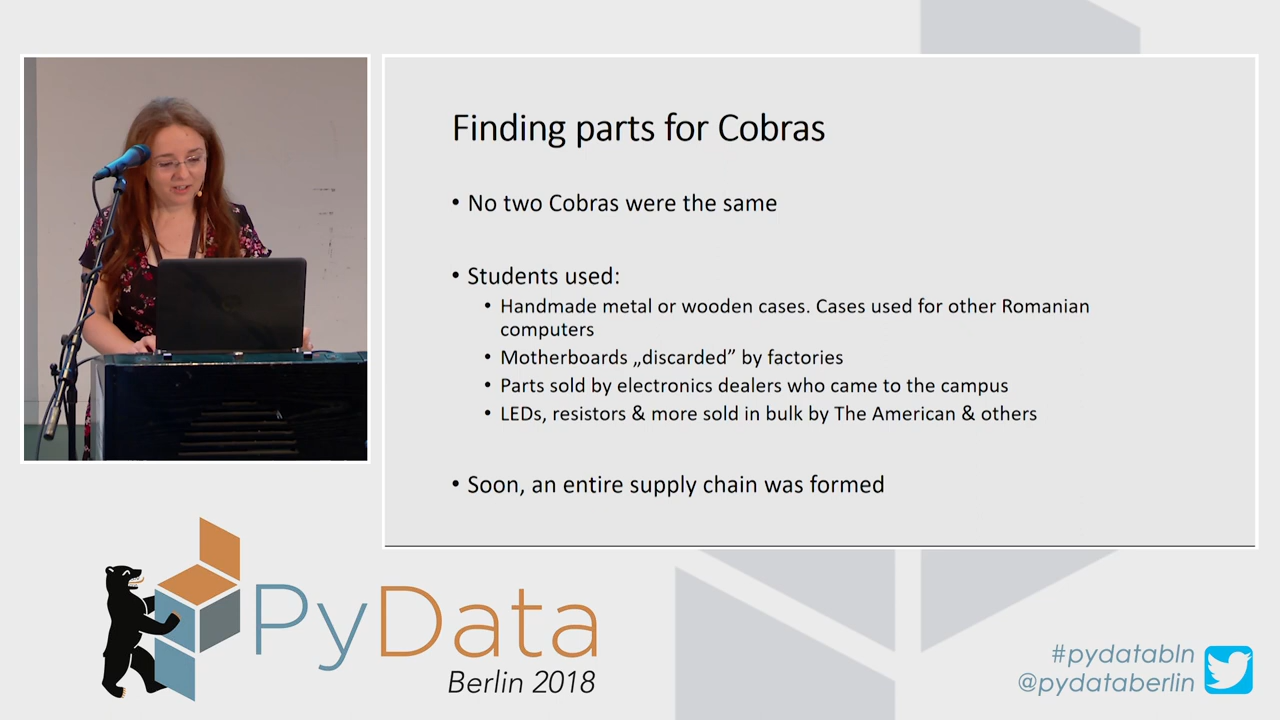 Finding parts for Cobras
• No two Cobras were the same
• Students used:
• Handmade metal or wooden cases. Cases used for other Romanian
computers
• Motherboards „discarded” by factories
• Parts sold by electronics dealers who came to the campus
• LEDs, resistors & more sold in bulk by The American & others
• Soon, an entire supply chain was formed
PyData
Berlin 2018
#pydatabln
@pydataberlin